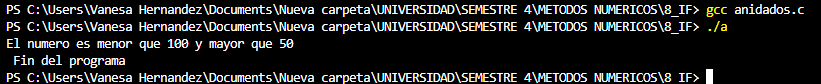 PS C:\Users\Vanesa Hernandez\Documents\Nueva carpeta\UNIVERSIDAD\SEMESTRE 4\METODOS NUMERICOS\8_IF> gcc anidados.c
PS C:\Users\Vanesa Hernandez\Documents\Nueva carpeta\UNIVERSIDAD\SEMESTRE 4\METODOS NUMERICOS\8_IF> ./a
El numero es menor que 100 y mayor que 50
 Fin del programa
PS C:\Users\Vanesa Hernandez\Documents\Nueva carpeta\UNIVERSIDAD\SEMESTRE 4\METODOS NUMERICOS\8_IF>